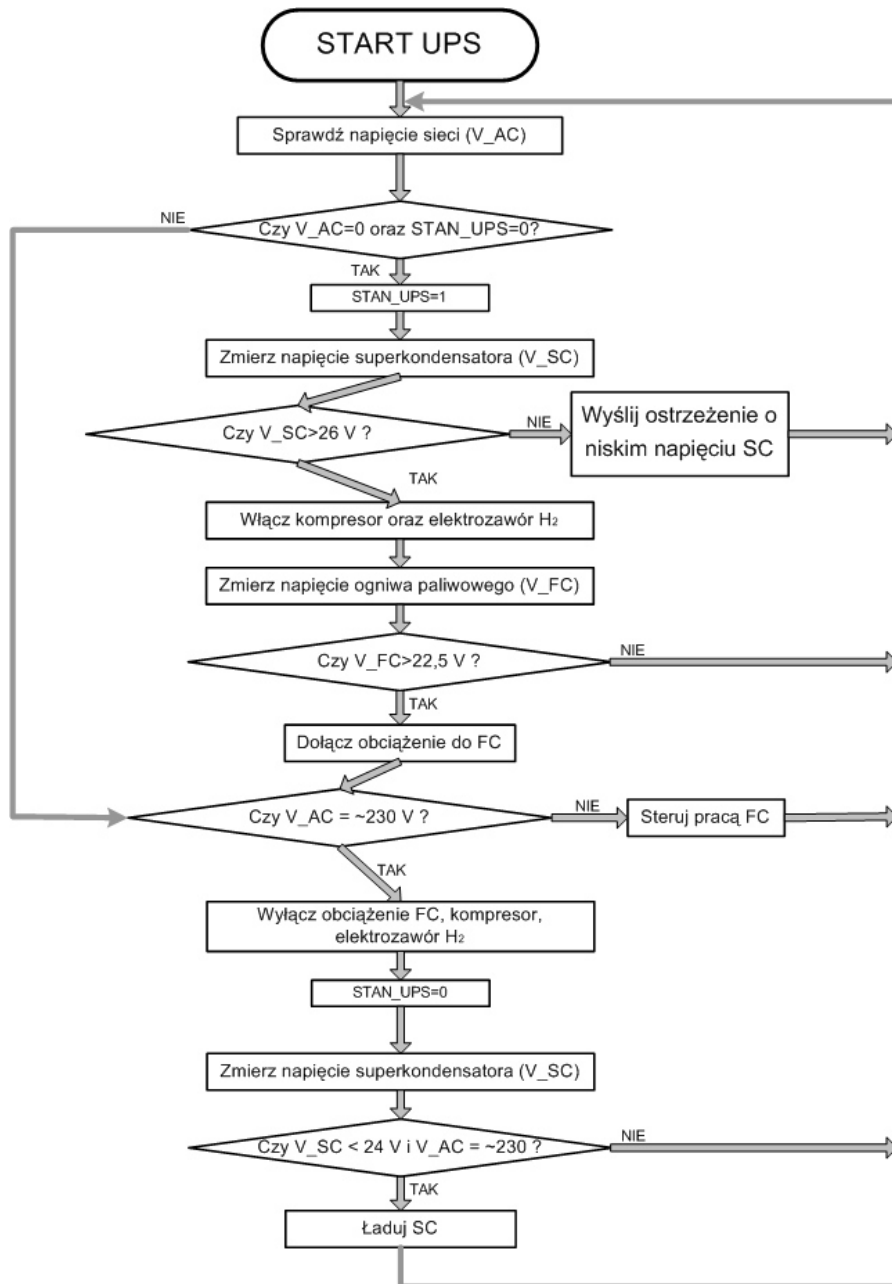 START UPS
Sprawdź napięcie sieci (V_AC)
NIE
Czy V_AC=0 oraz STAN_UPS=0?
TAK
STAN_UPS=1
Zmierz napięcie superkondensatora (V_SC)
Czy V_SC>26 V ?
NIE
Wyślij ostrzeżenie o
niskim napięciu SC
TAK
Włącz kompresor oraz elektrozawór H₂
Zmierz napięcie ogniwa paliwowego (V_FC)
Czy V_FC>22,5 V ?
NIE
TAK
Dołącz obciążenie do FC
Czy V_AC = ~230 V ?
NIE
Steruj pracą FC
TAK
Wyłącz obciążenie FC, kompresor,
elektrozawór H₂
STAN_UPS=0
Zmierz napięcie superkondensatora (V_SC)
Czy V_SC < 24 V i V_AC = ~230 ?
NIE
TAK
Ładuj SC